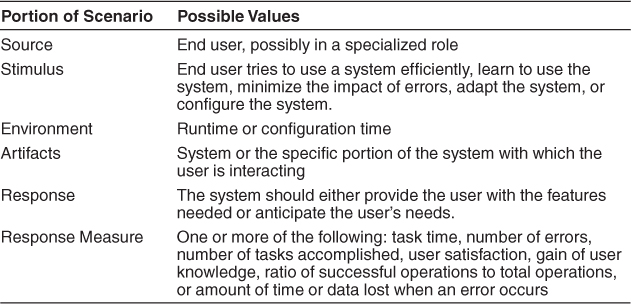 Portion of Scenario Possible Values
Source End user, possibly in a specialized role
Stimulus End user tries to use a system efficiently, learn to use the
system, minimize the impact of errors, adapt the system, or
configure the system.
Environment Runtime or configuration time
Artifacts System or the specific portion of the system with which the
user is interacting
Response The system should either provide the user with the features
needed or anticipate the user’s needs.
Response Measure One or more of the following: task time, number of errors,
number of tasks accomplished, user satisfaction, gain of user
knowledge, ratio of successful operations to total operations,
or amount of time or data lost when an error occurs